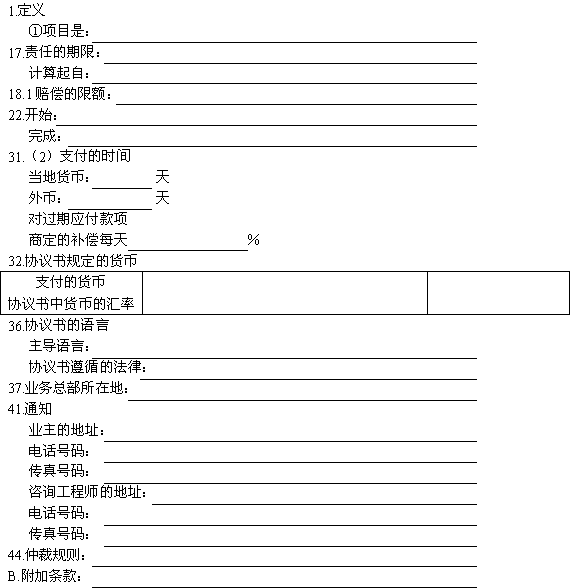 1.定义
①项目是:
17.责任的期限:
计算起自:
18.1赔偿的限额:
22.开始:
完成:
31.（2）支付的时间
当地货币: 天
外币: 天
对过期应付款项
商定的补偿每天 %
32.协议书规定的货币
支付的货币
协议书中货币的汇率
36.协议书的语言
主导语言:
协议书遵循的法律:
37.业务总部所在地:
41.通知
业主的地址:
电话号码:
传真号码:
咨询工程师的地址:
电话号码:
传真号码:
44.仲裁规则:
B.附加条款: